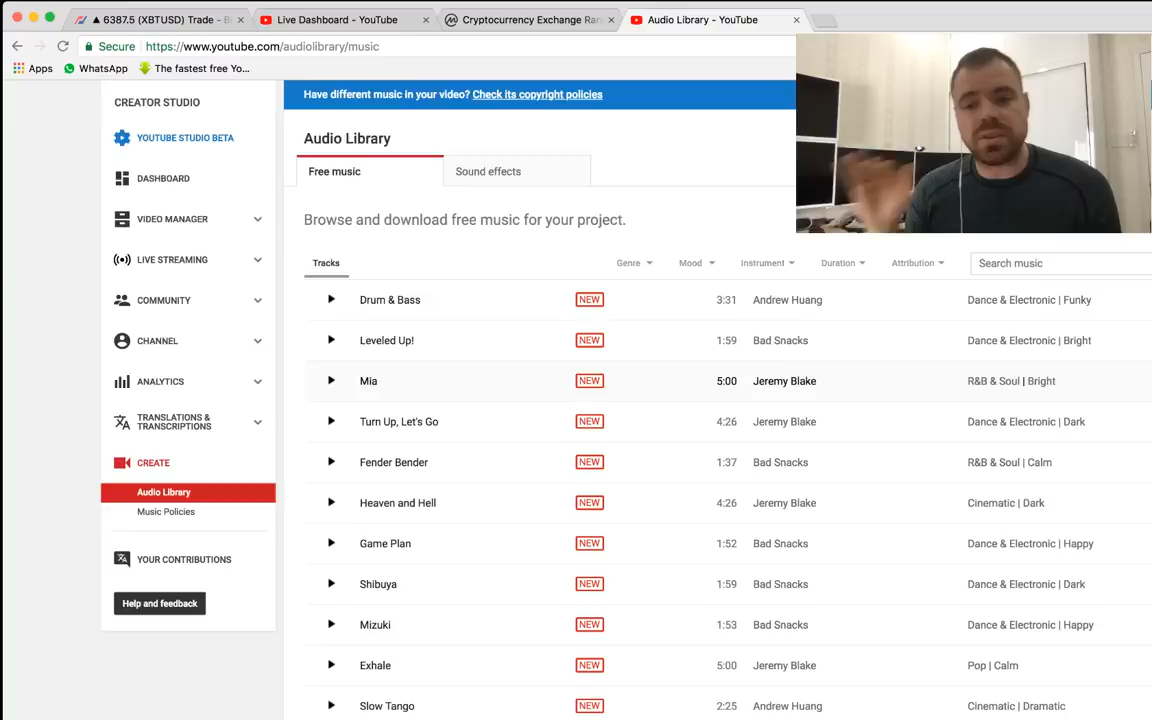 ▲ 6387.5 (XBTUSD) Trade - B
Live Dashboard - YouTube
Cryptocurrency Exchange Ran
Audio Library - YouTube
Secure
https://www.youtube.com/audiolibrary/music
Apps
WhatsApp
The fastest free Yo...
CREATOR STUDIO
YOUTUBE STUDIO BETA
DASHBOARD
VIDEO MANAGER
LIVE STREAMING
COMMUNITY
CHANNEL
ANALYTICS
TRANSLATIONS &
TRANSCRIPTIONS
CREATE
Audio Library
Music Policies
YOUR CONTRIBUTIONS
Help and feedback
Have different music in your video? Check its copyright policies
Audio Library
Free music
Sound effects
Browse and download free music for your project.
Tracks
Genre
Mood
Instrument
Duration
Attribution
Search music
Drum & Bass NEW 3:31 Andrew Huang Dance & Electronic | Funky
Leveled Up! NEW 1:59 Bad Snacks Dance & Electronic | Bright
Mia NEW 5:00 Jeremy Blake R&B & Soul | Bright
Turn Up, Let's Go NEW 4:26 Jeremy Blake Dance & Electronic | Dark
Fender Bender NEW 1:37 Bad Snacks R&B & Soul | Calm
Heaven and Hell NEW 4:26 Jeremy Blake Cinematic | Dark
Game Plan NEW 1:52 Bad Snacks Dance & Electronic | Happy
Shibuya NEW 1:59 Bad Snacks Dance & Electronic | Dark
Mizuki NEW 1:53 Bad Snacks Dance & Electronic | Happy
Exhale NEW 5:00 Jeremy Blake Pop | Calm
Slow Tango NEW 2:25 Andrew Huang Cinematic | Dramatic